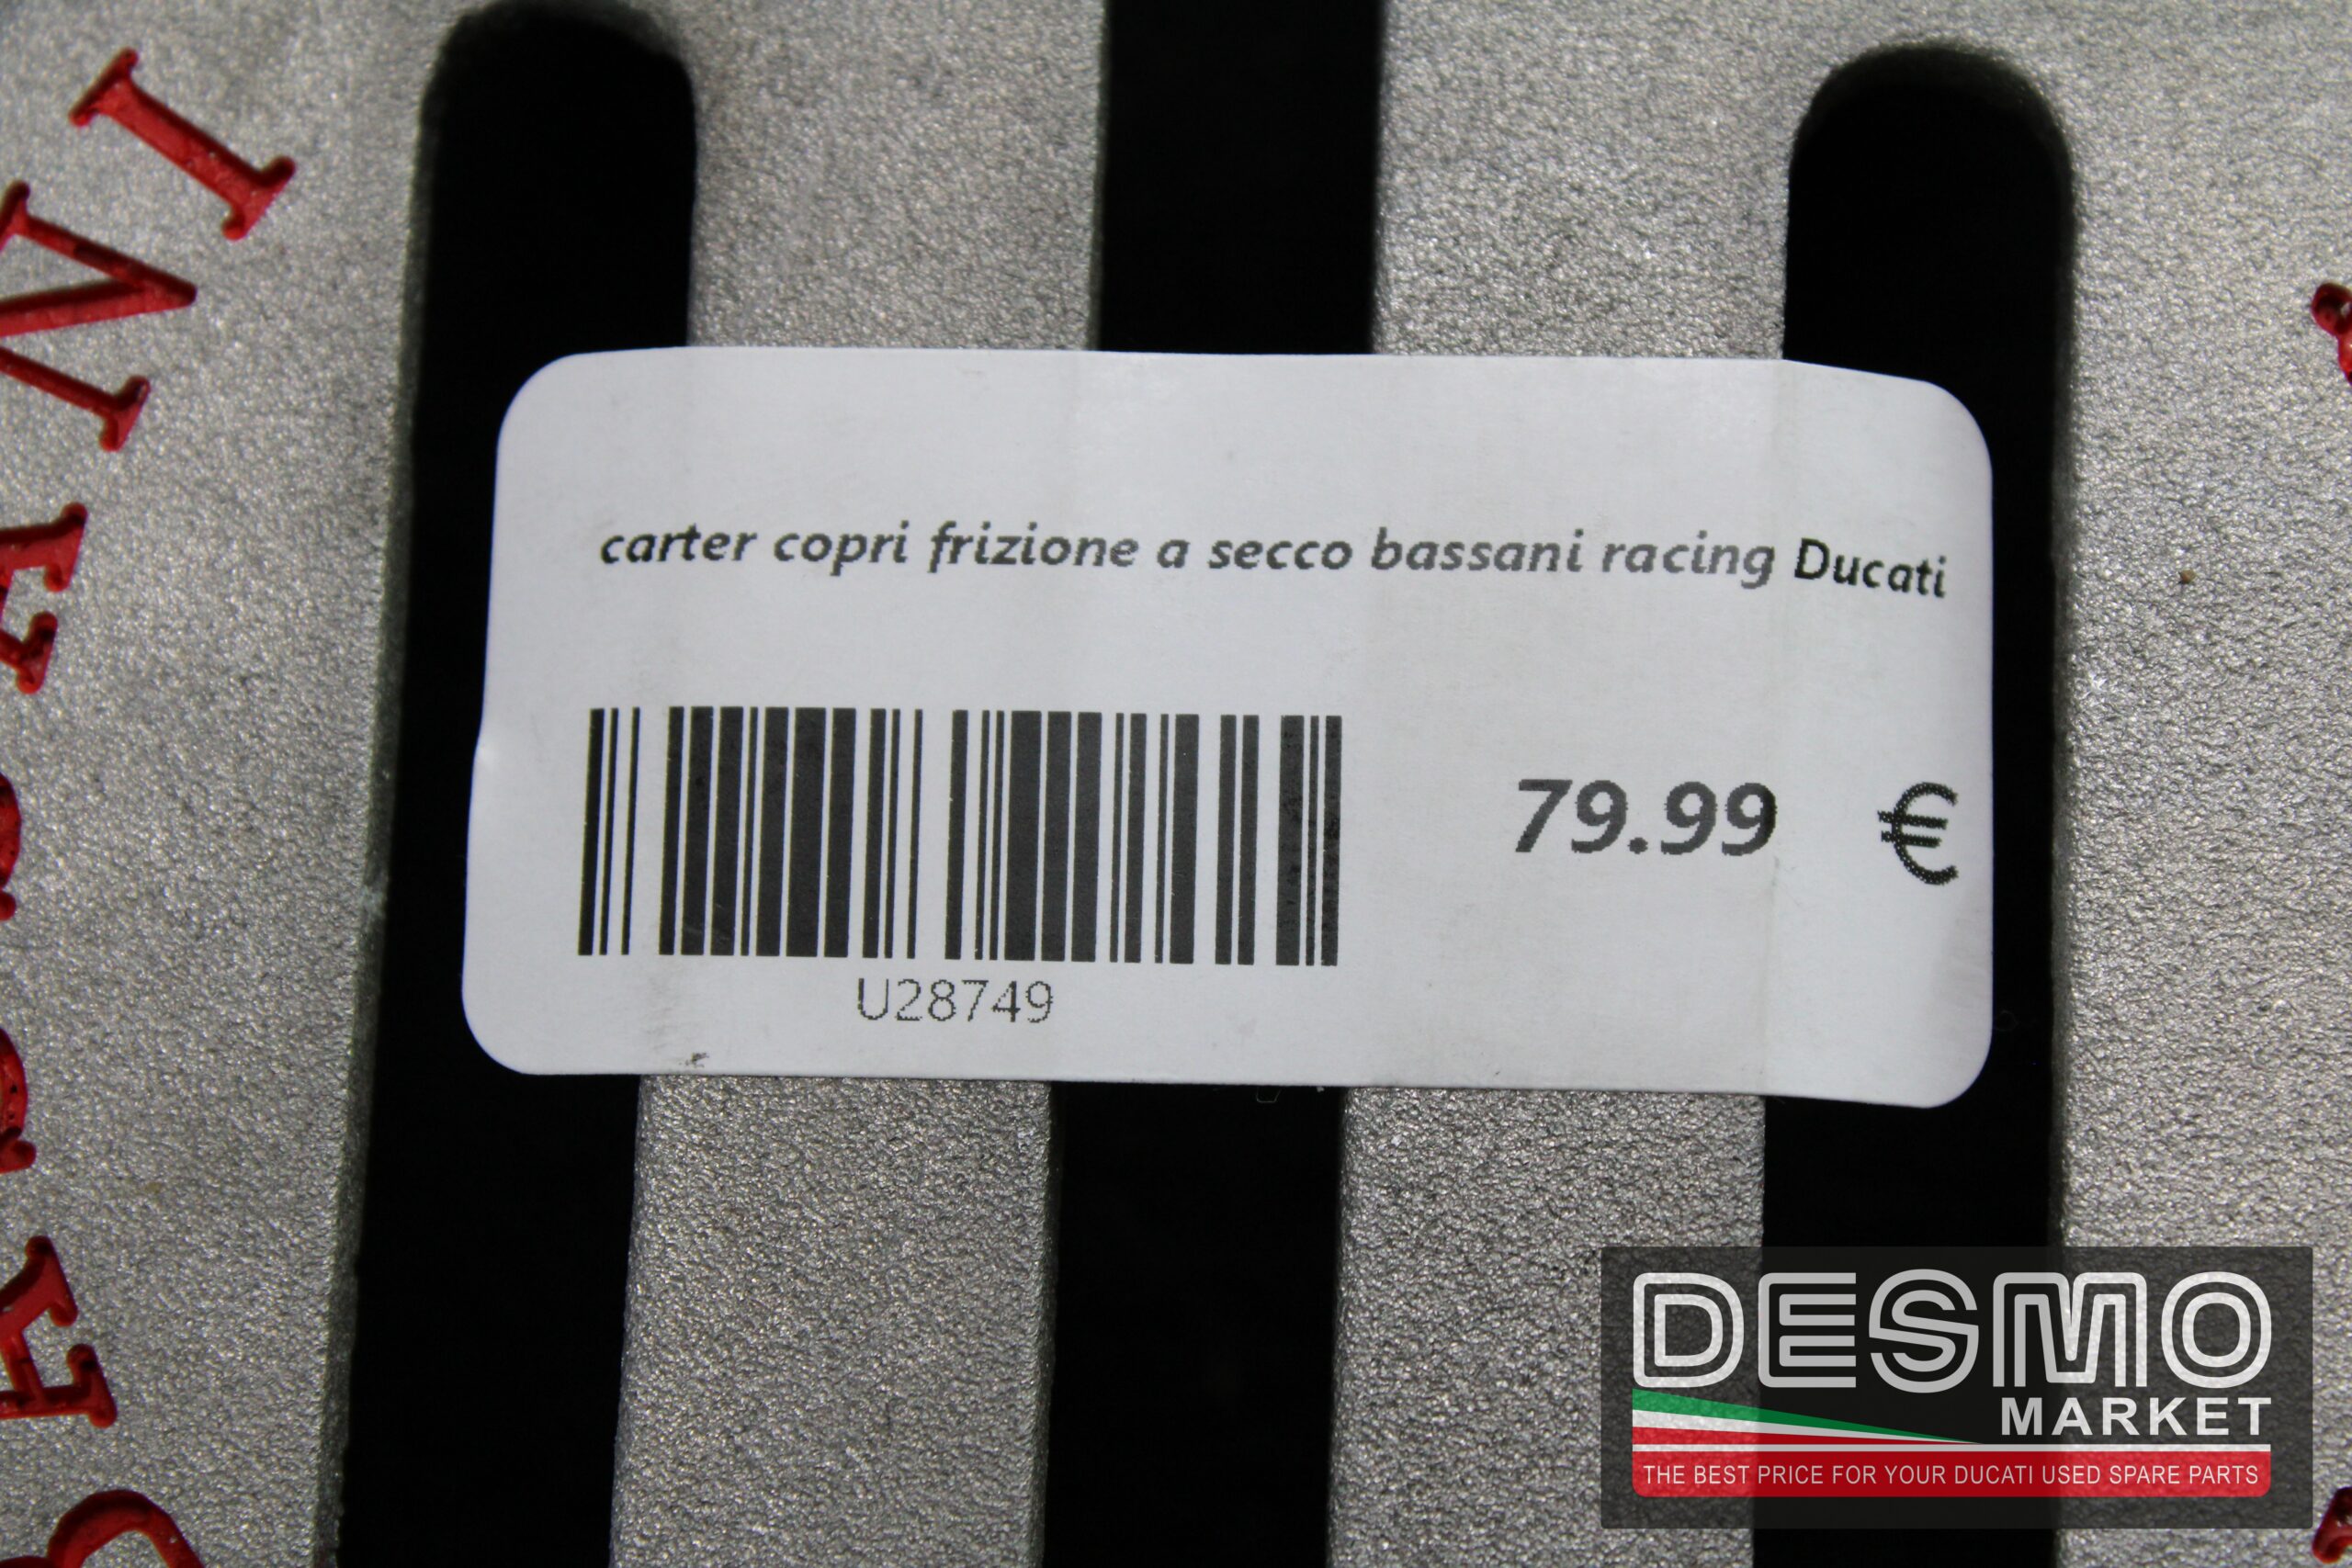 carter copri frizione a secco bassani racing Ducati
79.99 €
U28749
DESMO
MARKET
THE BEST PRICE FOR YOUR DUCATI USED SPARE PARTS